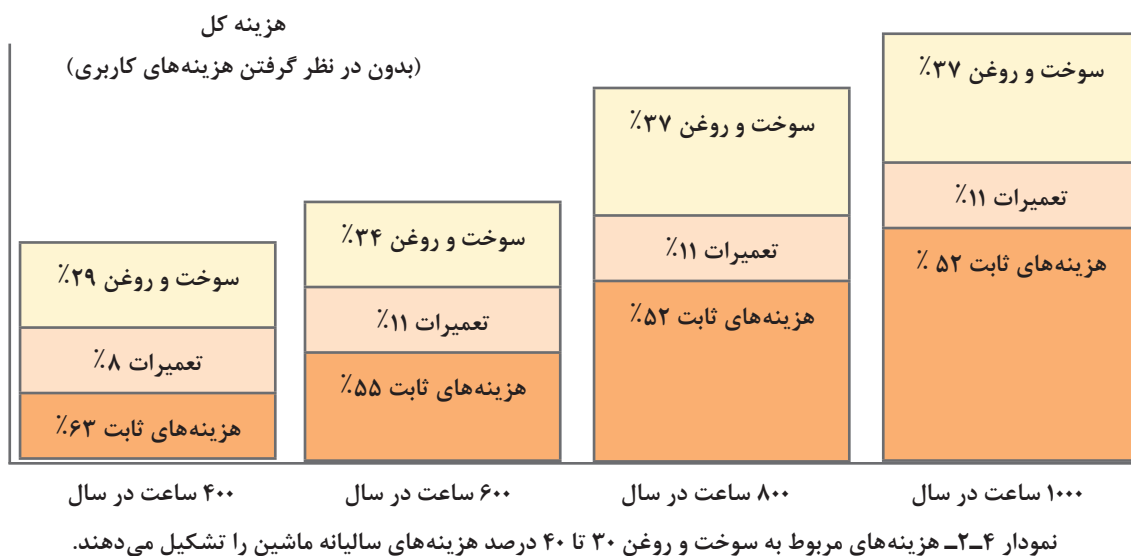 هزینه کل
(بدون در نظر گرفتن هزینه‌های کاربری)
سوخت و روغن ۳۷٪
تعمیرات ۱۱٪
هزینه‌های ثابت ۵۲ ٪
سوخت و روغن ۳۷٪
تعمیرات ۱۱٪
هزینه‌های ثابت ۵۲٪
سوخت و روغن ۳۴٪
تعمیرات ۱۱٪
هزینه‌های ثابت ۵۵٪
سوخت و روغن ۲۹٪
تعمیرات ۸٪
هزینه‌های ثابت ۶۳٪
۱۰۰۰ ساعت در سال
۸۰۰ ساعت در سال
۶۰۰ ساعت در سال
۴۰۰ ساعت در سال
نمودار ۴ـ۲ـ هزینه‌های مربوط به سوخت و روغن ۳۰ تا ۴۰ درصد هزینه‌های سالیانه ماشین را تشکیل می‌دهند.